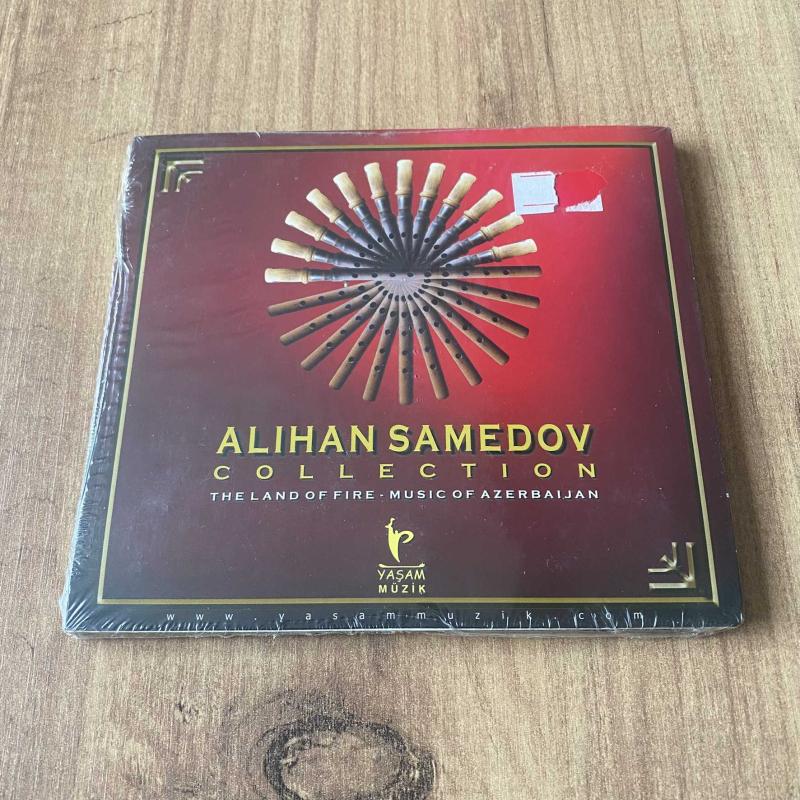 ALIHAN SAMEDOV
COLLECTION
THE LAND OF FIRE - MUSIC OF AZERBAIJAN
YAŞAM
MÜZİK
www.yasammuzik.com